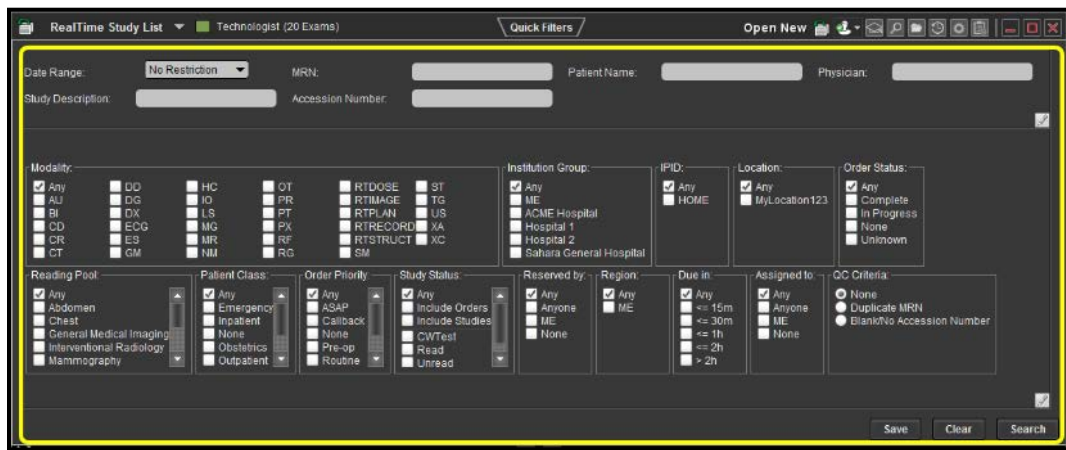 RealTime Study List Technologist (20 Exams) Quick Filters Open New
Date Range: No Restriction MRN: Patient Name: Physician:
Study Description: Accession Number:
Modality:
Any DD HC OT RTDOSE ST
AU DG IO PR RTIMAGE TG
BI DX LS PT RTPLAN US
CD ECG MG PX RTRECORD XA
CR ES MR RF RTSTRUCT XC
CT GM NM RG SM
Institution Group:
Any
ME
ACME Hospital
Hospital 1
Hospital 2
Sahara General Hospital
IPID:
Any
HOME
Location:
Any
MyLocation123
Order Status:
Any
Complete
In Progress
None
Unknown
Reading Pool:
Any
Abdomen
Chest
General Medical Imaging
Interventional Radiology
Mammography
Patient Class:
Any
Emergency
Inpatient
None
Obstetrics
Outpatient
Order Priority:
Any
ASAP
Callback
None
Pre-op
Routine
Study Status:
Any
Include Orders
Include Studies
CWTest
Read
Unread
Reserved by:
Any
Anyone
ME
None
Region:
Any
ME
Due in:
Any
<= 15m
<= 30m
<= 1h
<= 2h
> 2h
Assigned to:
Any
Anyone
ME
None
QC Criteria:
None
Duplicate MRN
Blank/No Accession Number
Save Clear Search